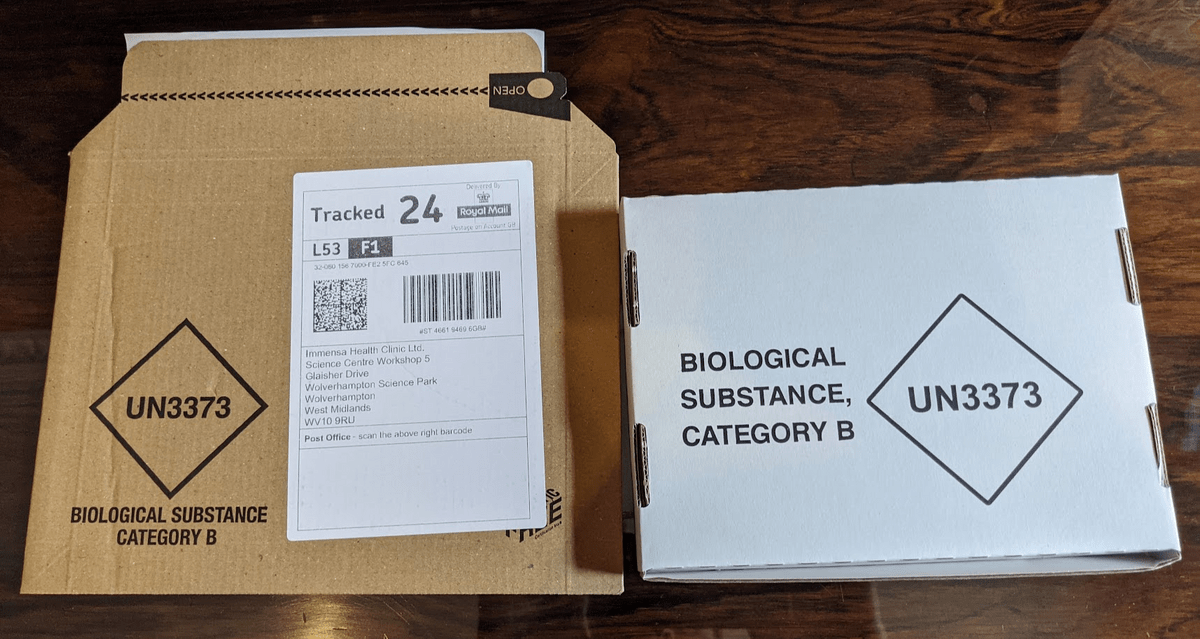 OPEN
Tracked 24
Delivered By
Royal Mail
Postage on Account GB
L53 F1
Immensa Health Clinic Ltd.
Science Centre Workshop 5
Glaisher Drive
Wolverhampton Science Park
Wolverhampton
West Midlands
WV10 9RU
Post Office - scan the above right barcode
UN3373
BIOLOGICAL SUBSTANCE
CATEGORY B
BIOLOGICAL
SUBSTANCE,
CATEGORY B
UN3373